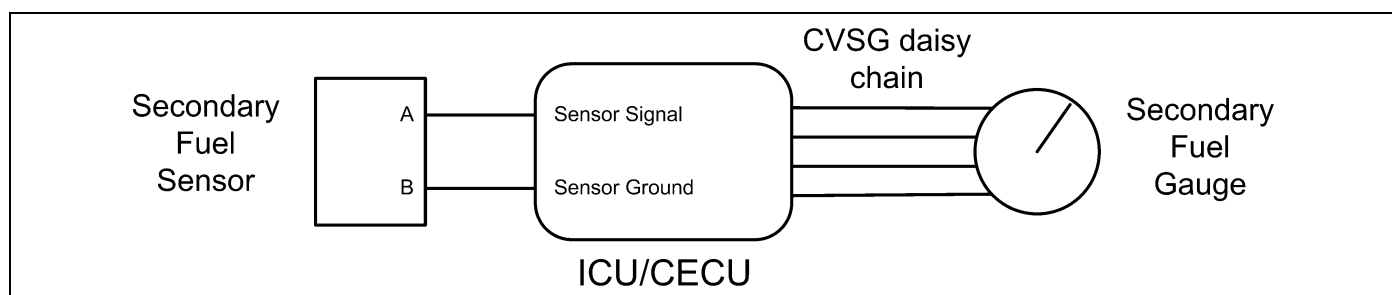 Secondary
Fuel
Sensor
A
B
Sensor Signal
Sensor Ground
ICU/CECU
CVSG daisy
chain
Secondary
Fuel
Gauge